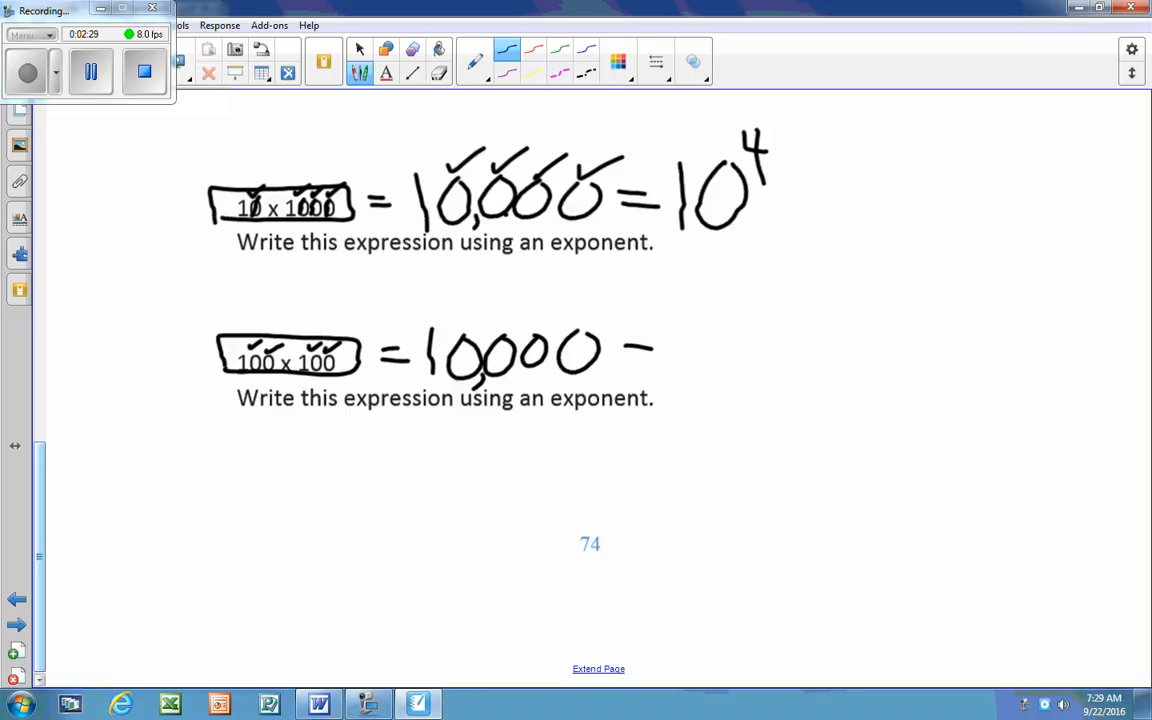 Recording...
Menu
0:02:29
8.0 fps
ols Response Add-ons Help
10 x 1000 = 10,000 = 10⁴
Write this expression using an exponent.
100 x 100 = 10,000 −
Write this expression using an exponent.
74
Extend Page
7:29 AM
9/22/2016